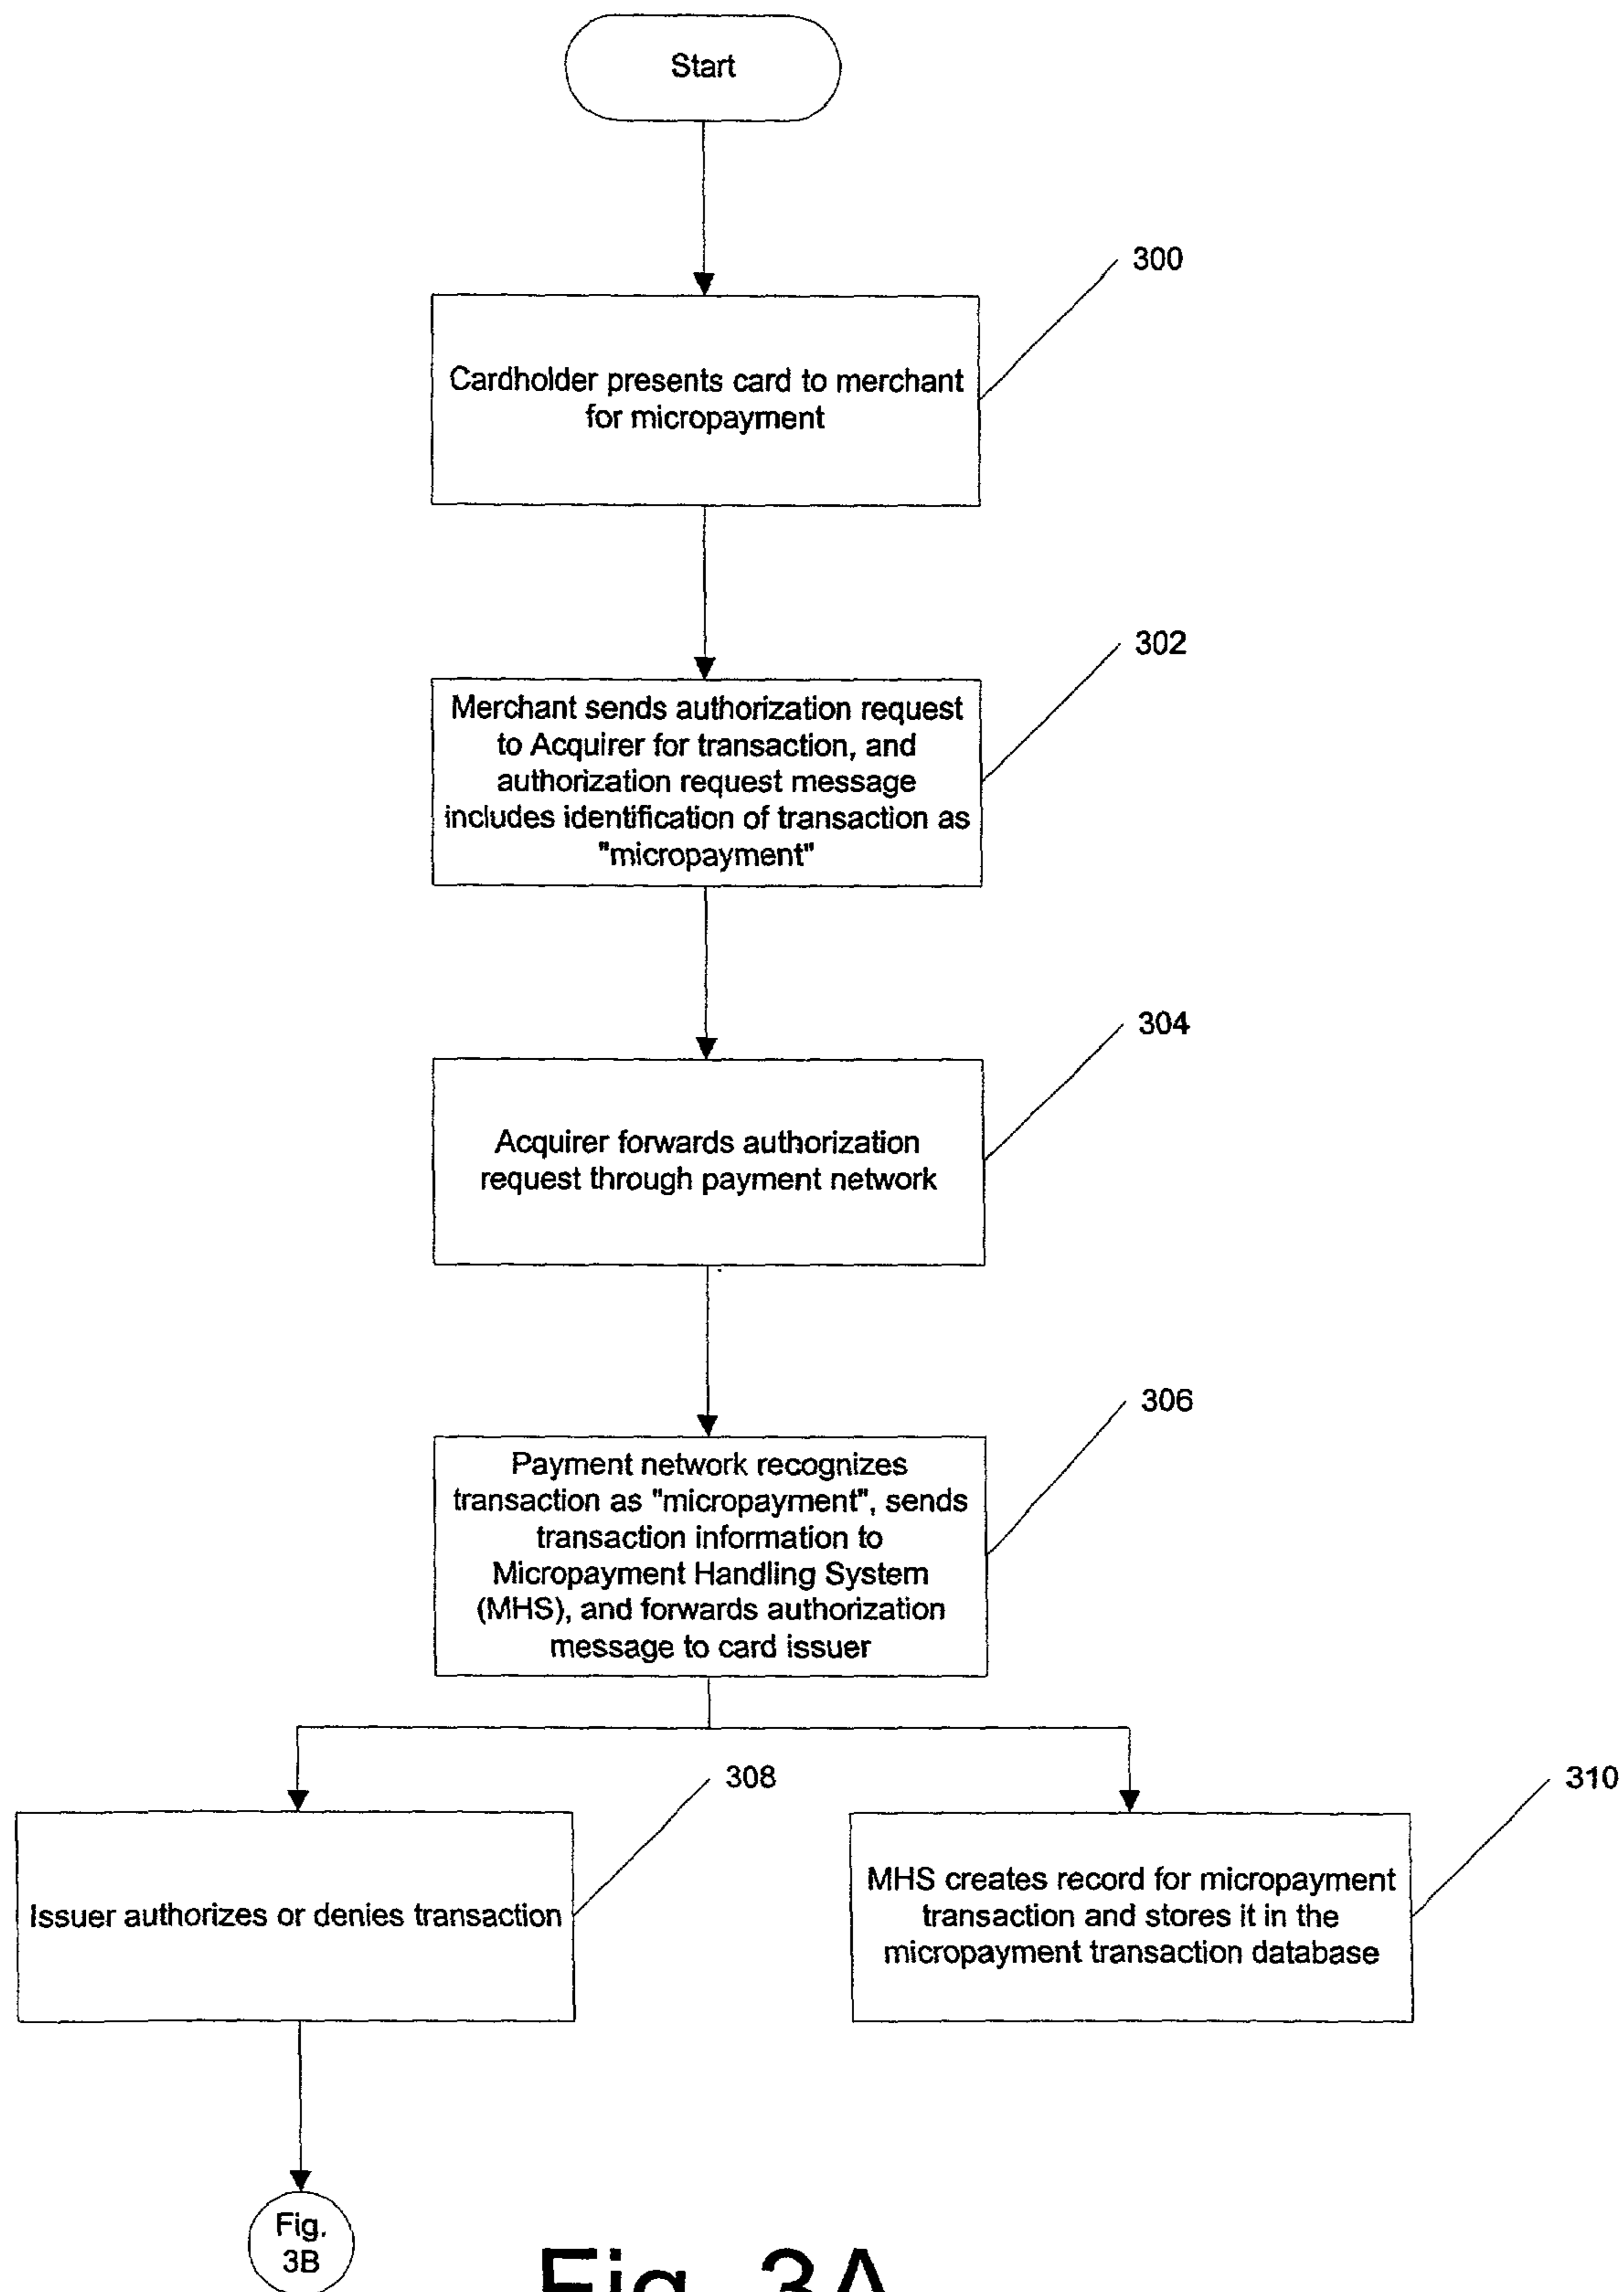 Start
300
Cardholder presents card to merchant
for micropayment
302
Merchant sends authorization request
to Acquirer for transaction, and
authorization request message
includes identification of transaction as
"micropayment"
304
Acquirer forwards authorization
request through payment network
306
Payment network recognizes
transaction as "micropayment", sends
transaction information to
Micropayment Handling System
(MHS), and forwards authorization
message to card issuer
308
310
Issuer authorizes or denies transaction
MHS creates record for micropayment
transaction and stores it in the
micropayment transaction database
Fig.
3B
Fig. 3A